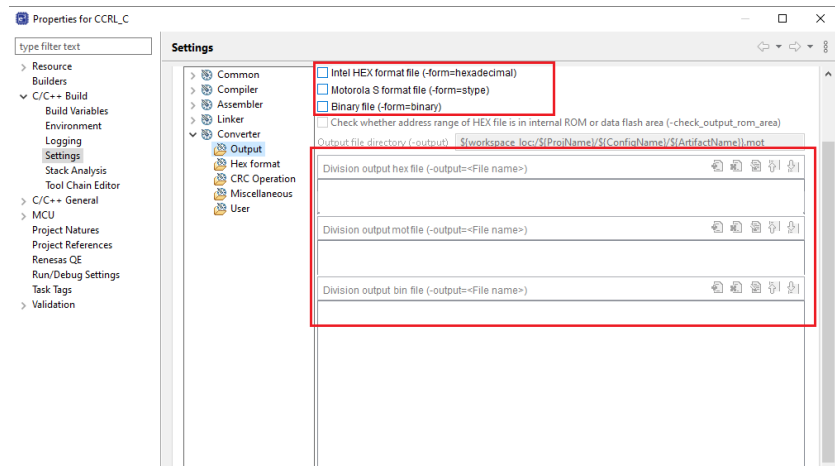 Properties for CCRL_C
type filter text
Resource
Builders
C/C++ Build
Build Variables
Environment
Logging
Settings
Stack Analysis
Tool Chain Editor
C/C++ General
MCU
Project Natures
Project References
Renesas QE
Run/Debug Settings
Task Tags
Validation
Settings
Common
Compiler
Assembler
Linker
Converter
Output
Hex format
CRC Operation
Miscellaneous
User
Intel HEX format file (-form=hexadecimal)
Motorola S format file (-form=stype)
Binary file (-form=binary)
Check whether address range of HEX file is in internal ROM or data flash area (-check_output_rom_area)
Output file directory (-output) ${workspace_loc:/${ProjName}/${ConfigName}/${ArtifactName}}.mot
Division output hex file (-output=<File name>)
Division output mot file (-output=<File name>)
Division output bin file (-output=<File name>)